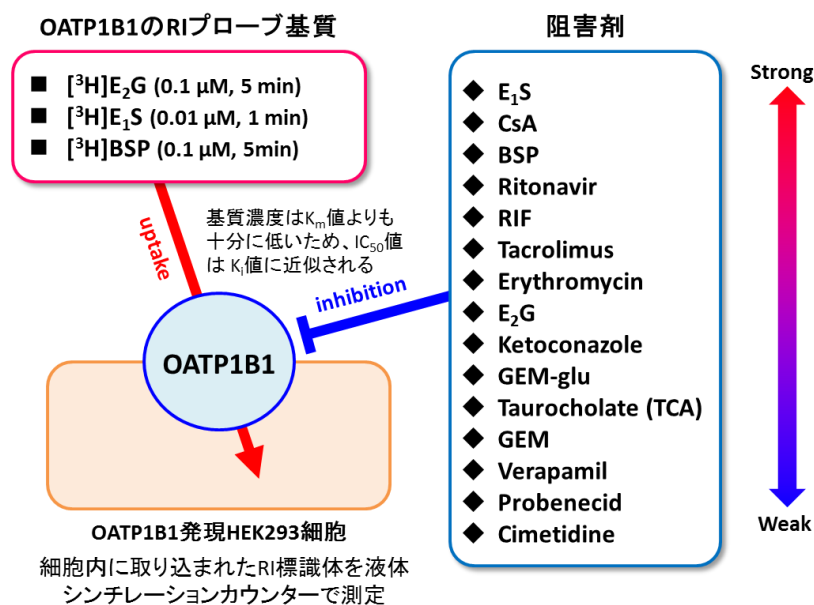 OATP1B1のRIプローブ基質
■ [³H]E₂G (0.1 µM, 5 min)
■ [³H]E₁S (0.01 µM, 1 min)
■ [³H]BSP (0.1 µM, 5min)
uptake
基質濃度はKₘ値よりも
十分に低いため、IC₅₀値
は Kᵢ値に近似される
inhibition
OATP1B1
OATP1B1発現HEK293細胞
細胞内に取り込まれたRI標識体を液体
シンチレーションカウンターで測定
阻害剤
◆ E₁S
◆ CsA
◆ BSP
◆ Ritonavir
◆ RIF
◆ Tacrolimus
◆ Erythromycin
◆ E₂G
◆ Ketoconazole
◆ GEM-glu
◆ Taurocholate (TCA)
◆ GEM
◆ Verapamil
◆ Probenecid
◆ Cimetidine
Strong
Weak